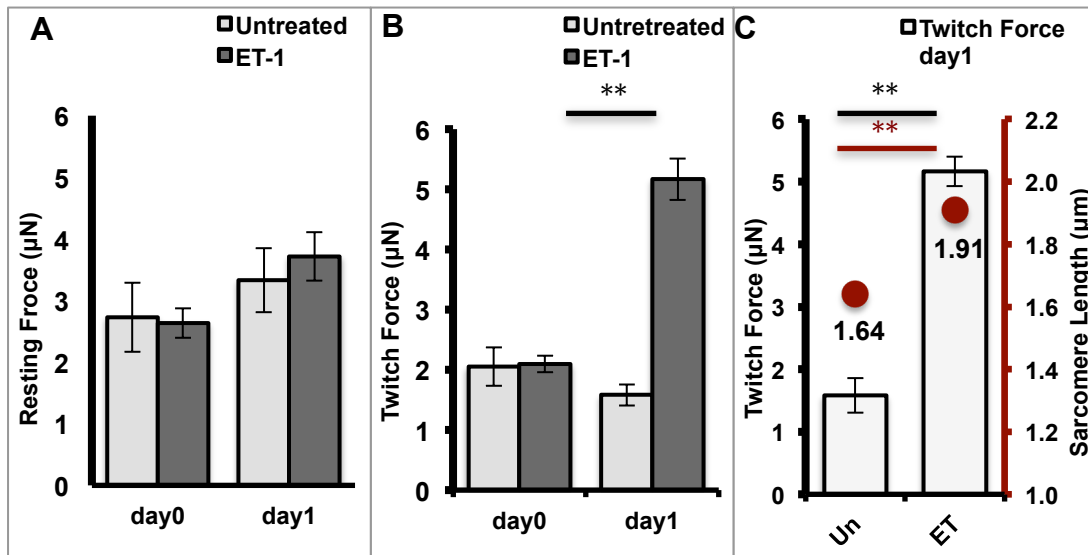 A
Untreated
ET-1
Resting Froce (µN)
6
5
4
3
2
1
0
day0
day1
B
Untretreated
ET-1
**
Twitch Force (µN)
6
5
4
3
2
1
0
day0
day1
C
Twitch Force
day1
**
**
Twitch Force (µN)
6
5
4
3
2
1
0
1.64
1.91
Un
ET
2.2
2.0
1.8
1.6
1.4
1.2
1.0
Sarcomere Length (µm)